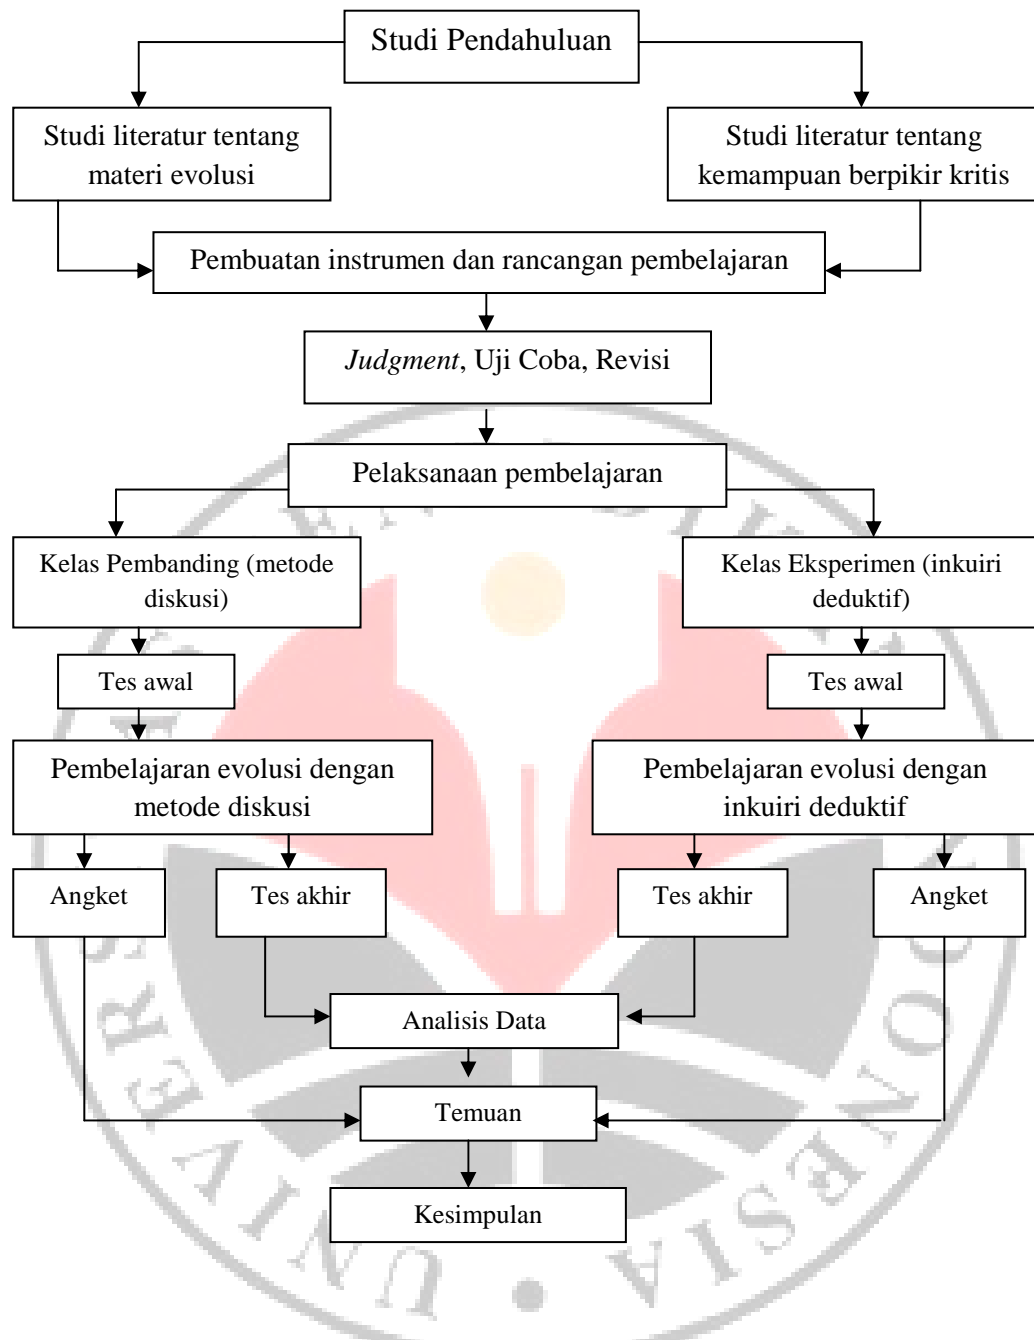 Studi Pendahuluan
Studi literatur tentang
materi evolusi
Studi literatur tentang
kemampuan berpikir kritis
Pembuatan instrumen dan rancangan pembelajaran
Judgment, Uji Coba, Revisi
Pelaksanaan pembelajaran
Kelas Pembanding (metode
diskusi)
Kelas Eksperimen (inkuiri
deduktif)
Tes awal
Tes awal
Pembelajaran evolusi dengan
metode diskusi
Pembelajaran evolusi dengan
inkuiri deduktif
Angket
Tes akhir
Tes akhir
Angket
Analisis Data
Temuan
Kesimpulan